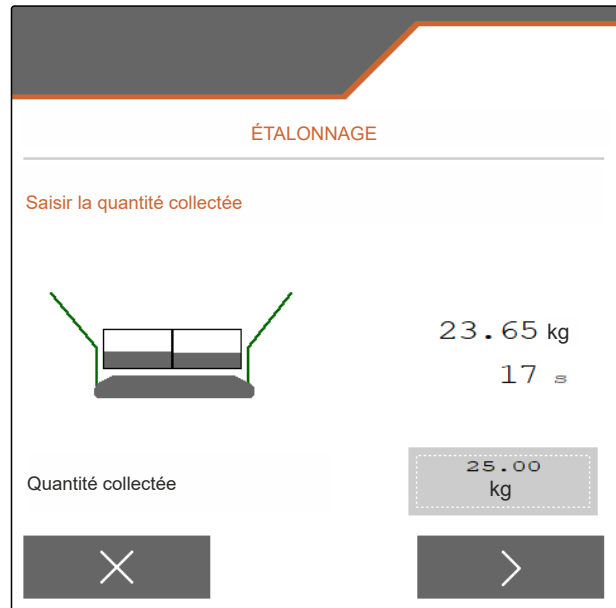 ÉTALONNAGE
Saisir la quantité collectée
23.65 kg
17 s
Quantité collectée
25.00
kg